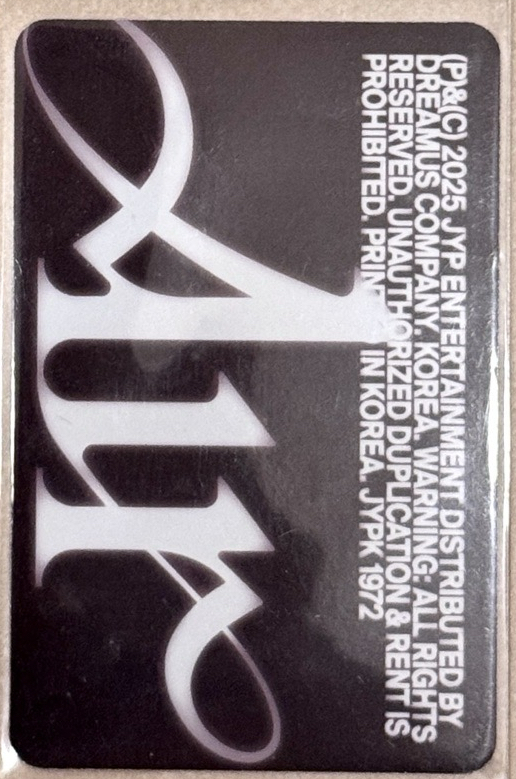 (P)&(C) 2025 JYP ENTERTAINMENT DISTRIBUTED BY
DREAMUS COMPANY, KOREA. WARNING: ALL RIGHTS
RESERVED. UNAUTHORIZED DUPLICATION & RENT IS
PROHIBITED. PRINTED IN KOREA. JYPK 1972